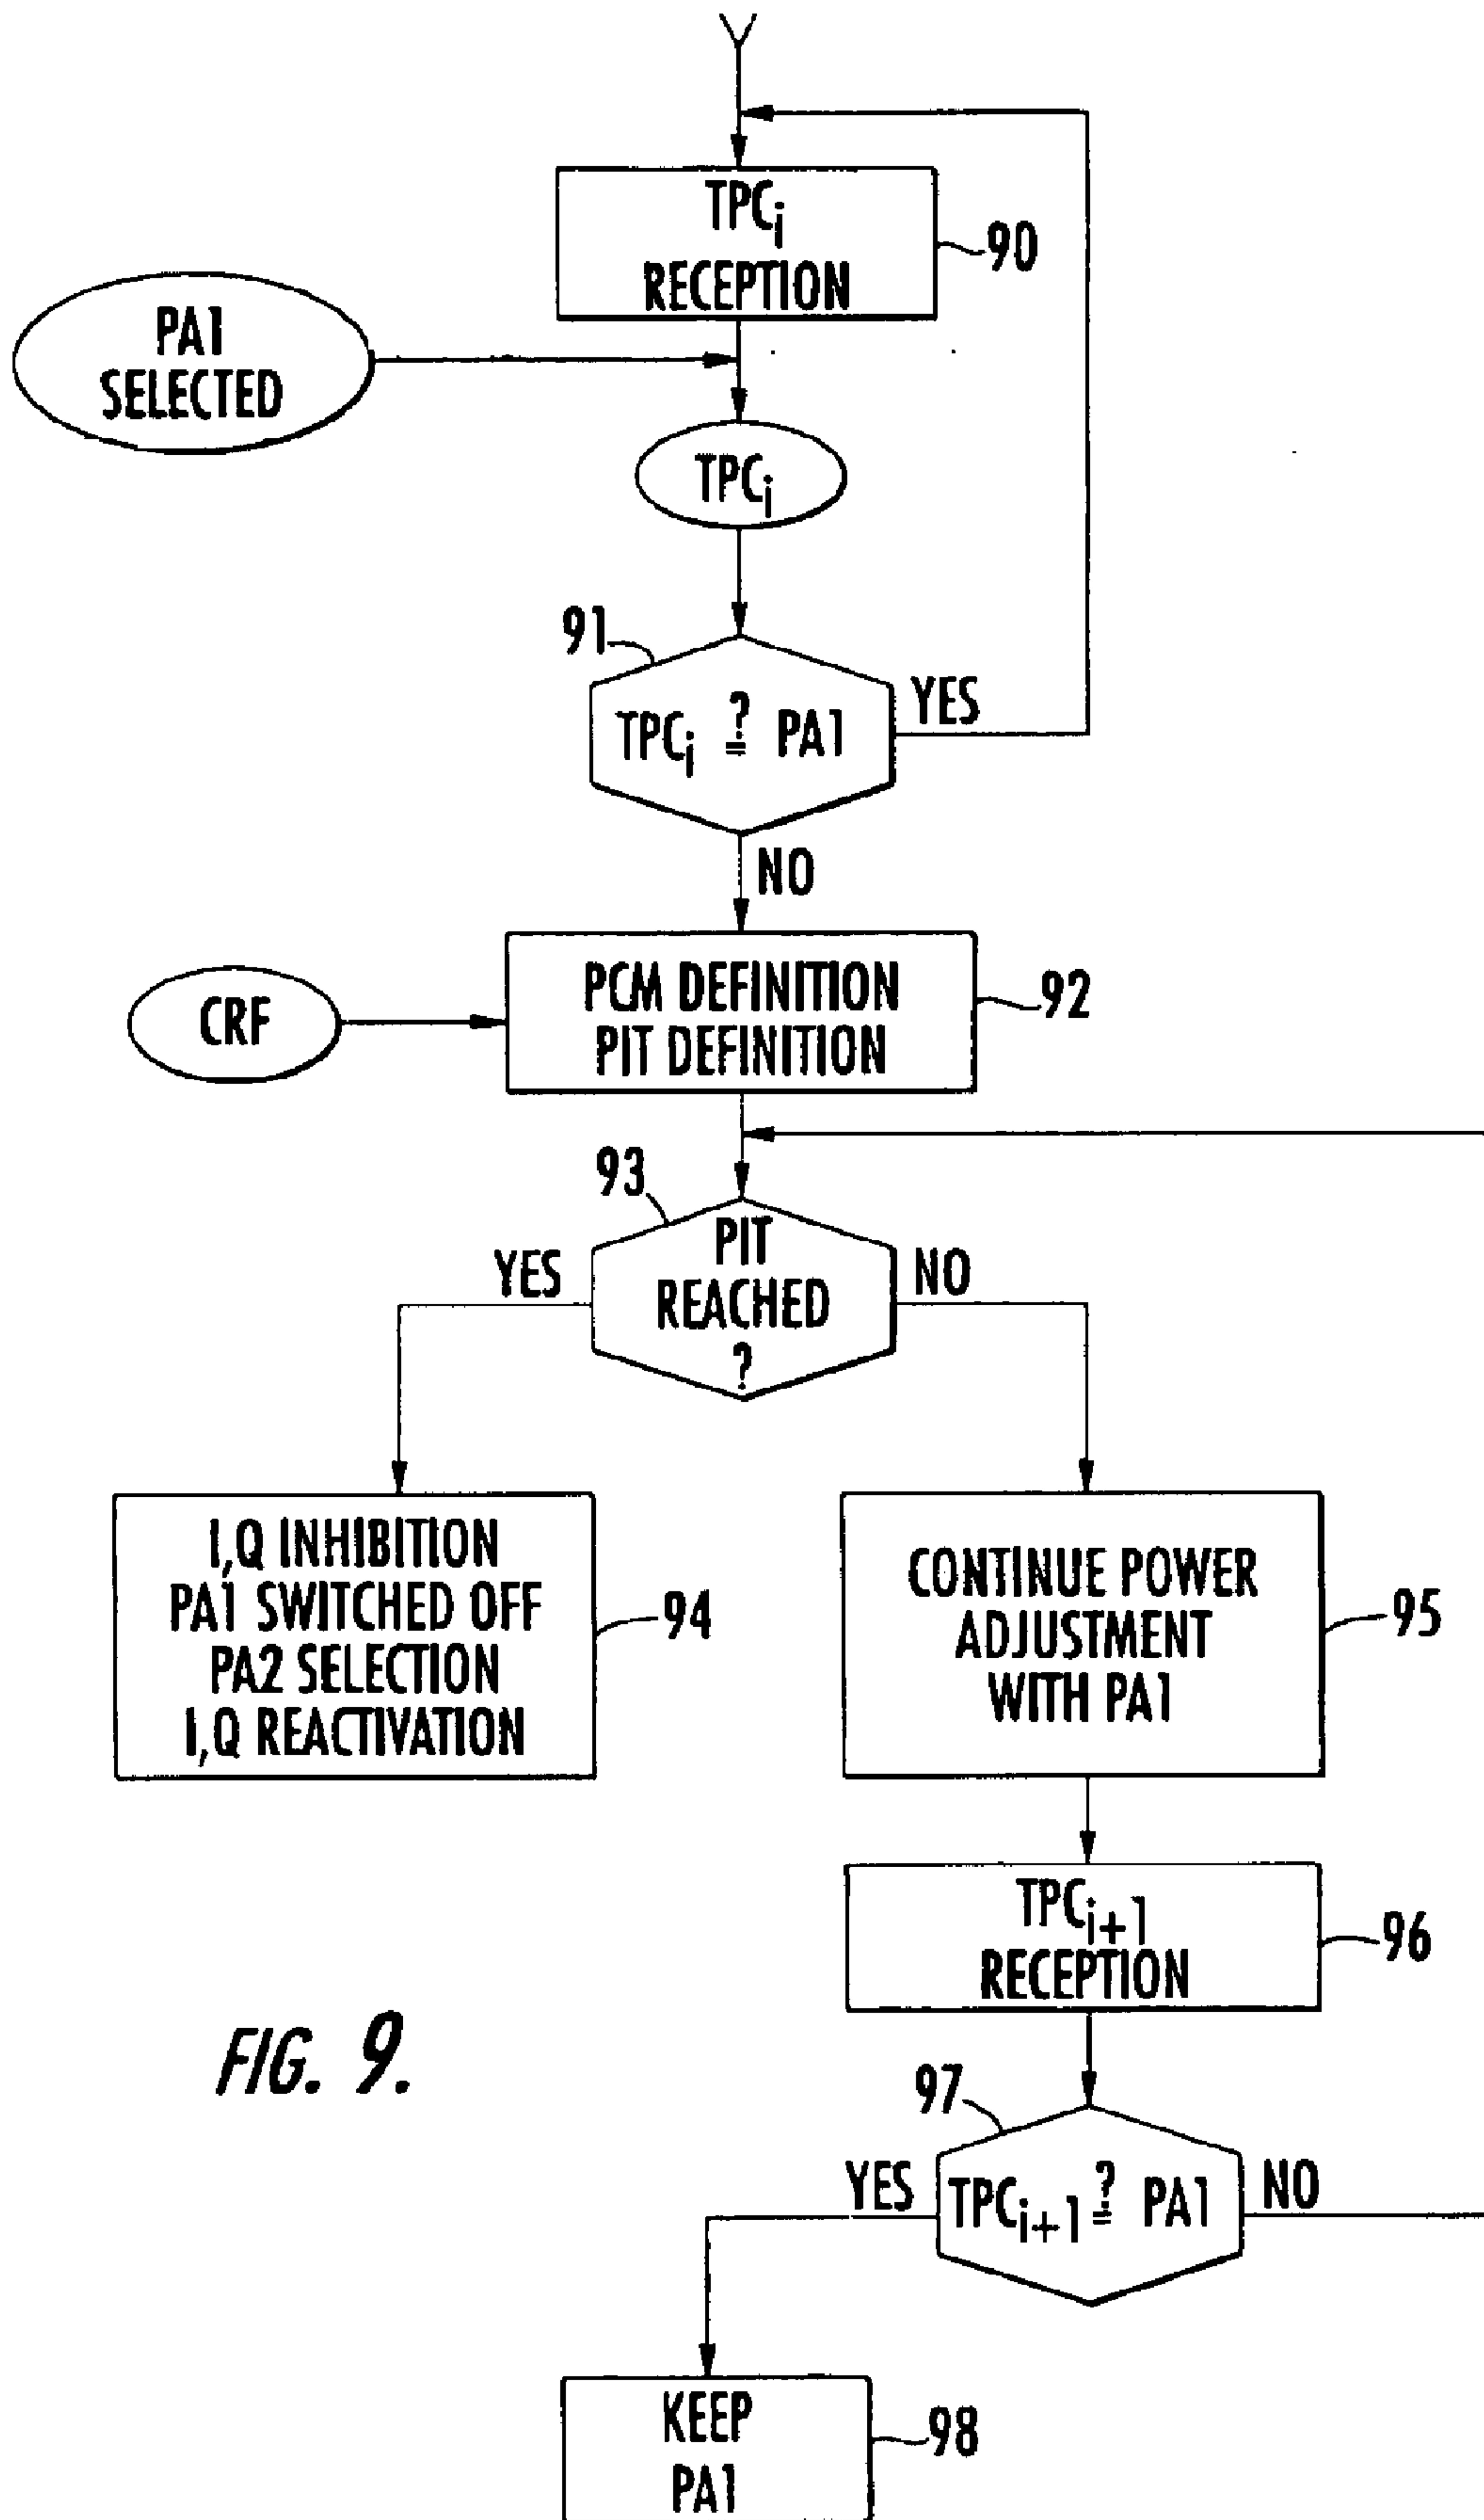 TPCi
RECEPTION
90
PA1
SELECTED
TPCi
91
TPCi ≟ PA1
YES
NO
CRF
PCM DEFINITION
PIT DEFINITION
92
93
PIT
REACHED
?
YES
NO
I,Q INHIBITION
PA1 SWITCHED OFF
PA2 SELECTION
I,Q REACTIVATION
94
CONTINUE POWER
ADJUSTMENT
WITH PA1
95
TPCi+1
RECEPTION
96
FIG. 9.
97
YES
TPCi+1 ≟ PA1
NO
KEEP
PA1
98